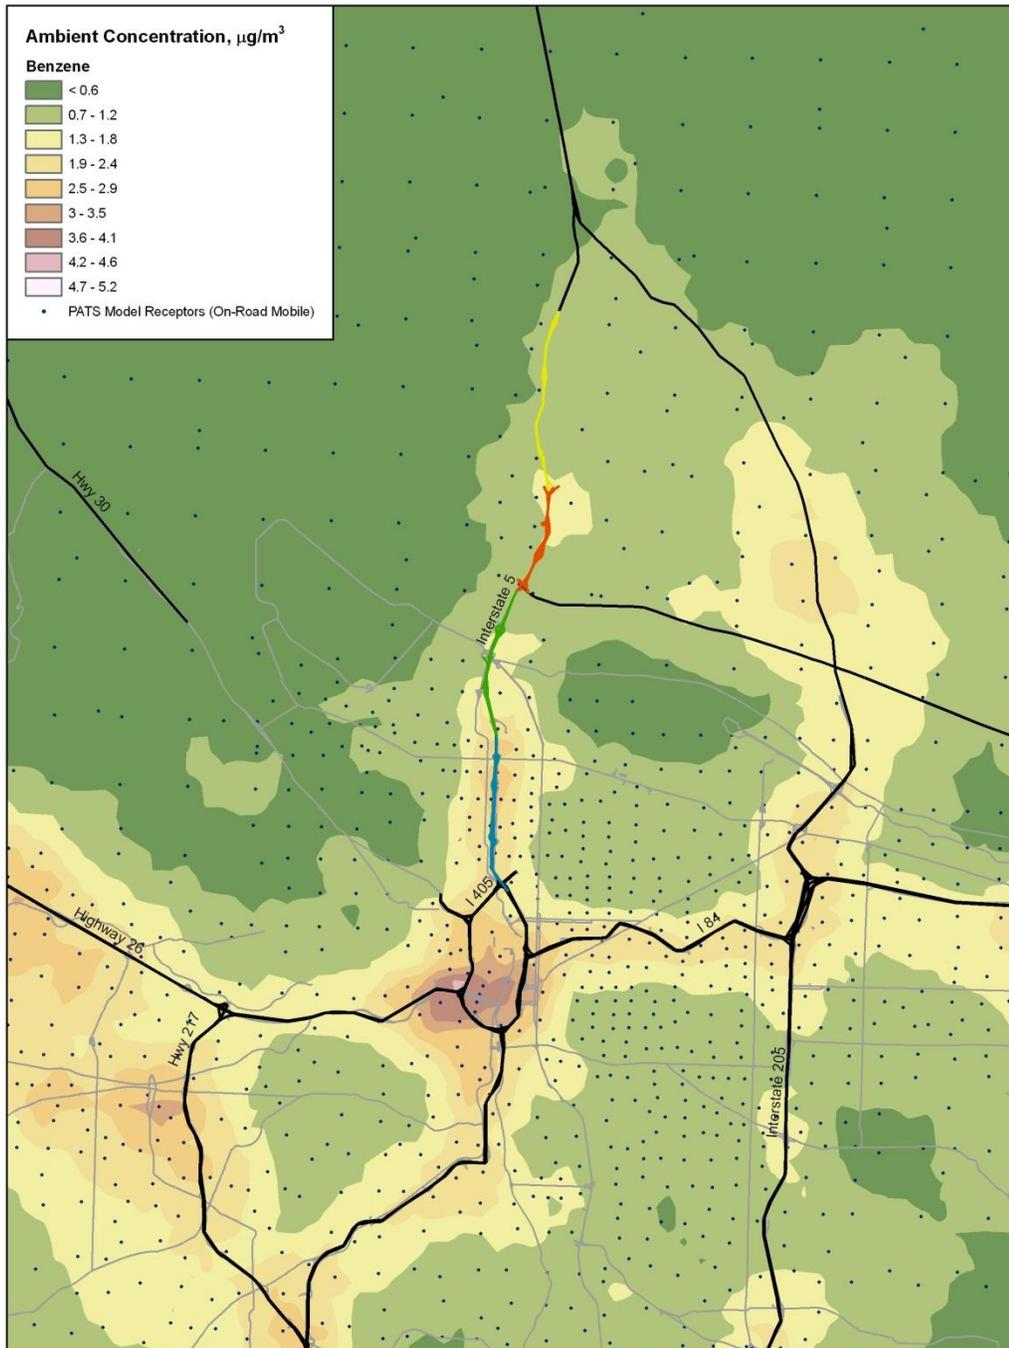 Ambient Concentration, μg/m³
Benzene
< 0.6
0.7 - 1.2
1.3 - 1.8
1.9 - 2.4
2.5 - 2.9
3 - 3.5
3.6 - 4.1
4.2 - 4.6
4.7 - 5.2
PATS Model Receptors (On-Road Mobile)
Hwy 30
Interstate 5
I 405
I 84
Highway 26
Hwy 217
Interstate 205